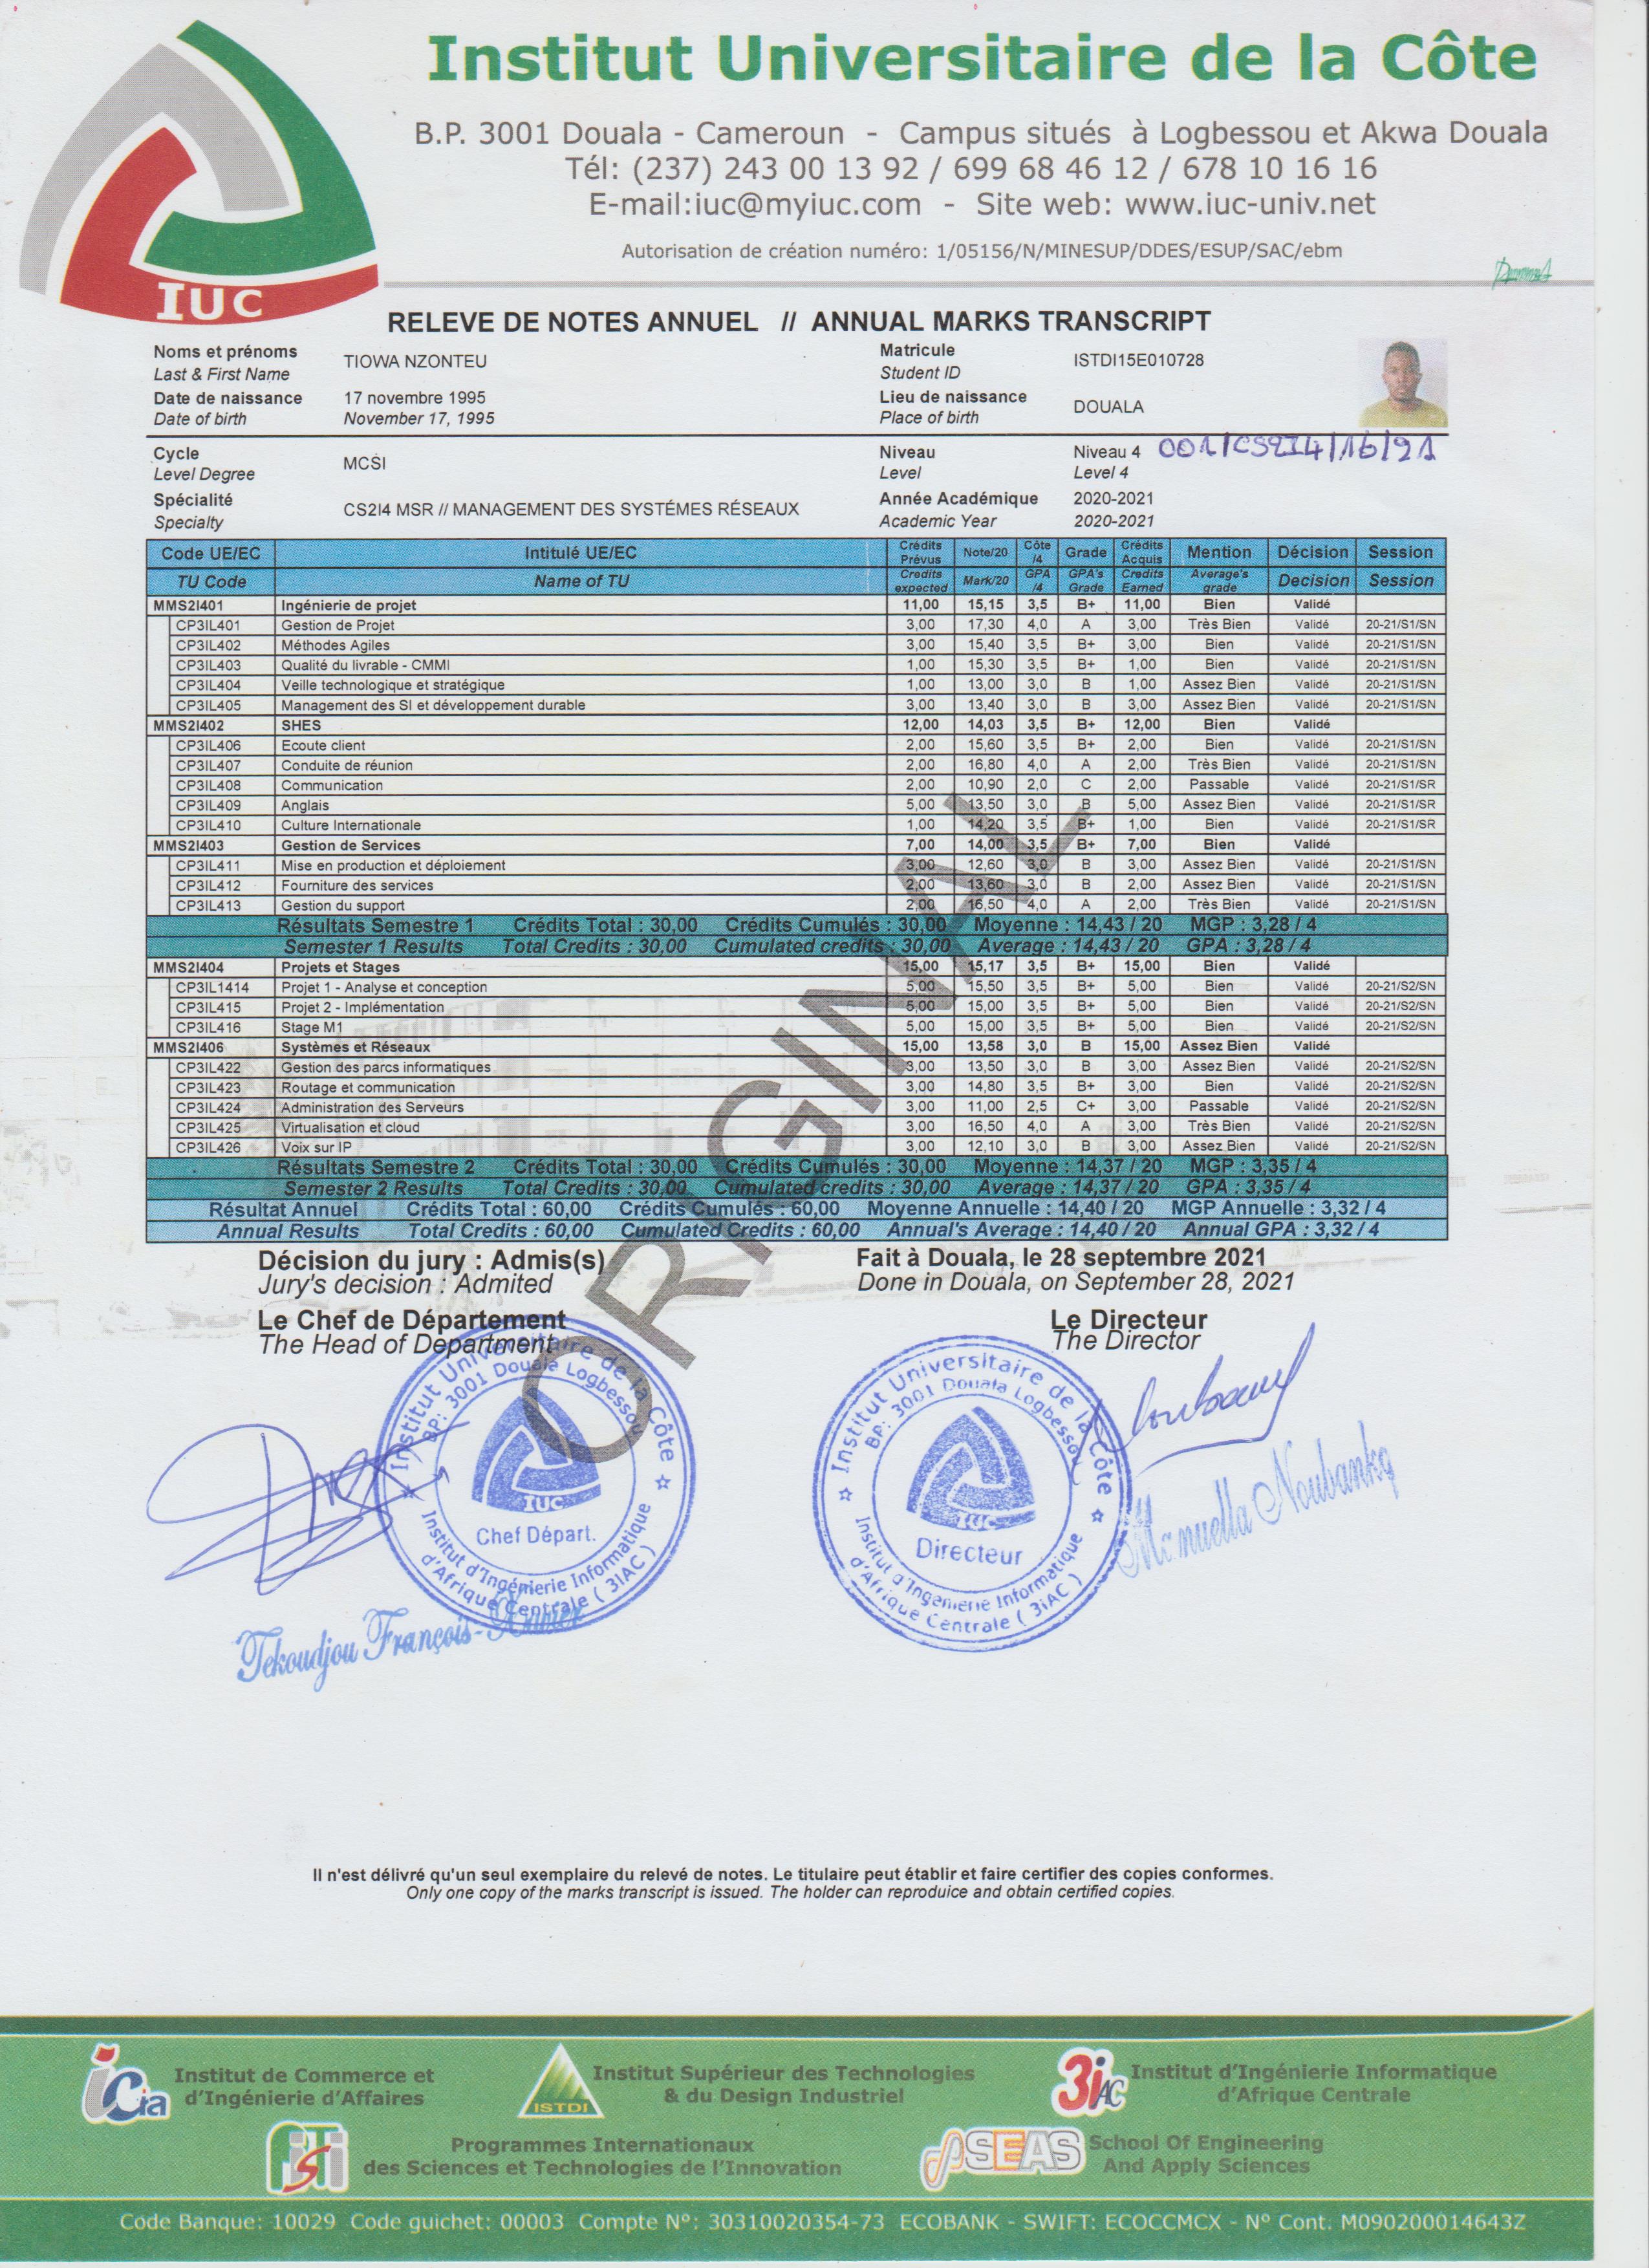 Institut Universitaire de la Côte
B.P. 3001 Douala - Cameroun - Campus situés à Logbessou et Akwa Douala
Tél: (237) 243 00 13 92 / 699 68 46 12 / 678 10 16 16
E-mail:iuc@myiuc.com - Site web: www.iuc-univ.net
Autorisation de création numéro: 1/05156/N/MINESUP/DDES/ESUP/SAC/ebm
IUC
RELEVE DE NOTES ANNUEL // ANNUAL MARKS TRANSCRIPT
Noms et prénoms TIOWA NZONTEU Matricule ISTDI15E010728
Last & First Name Student ID
Date de naissance 17 novembre 1995 Lieu de naissance DOUALA
Date of birth November 17, 1995 Place of birth
Cycle MCSI Niveau Niveau 4 001/CS2I4/16/21
Level Degree Level Level 4
Spécialité CS2I4 MSR // MANAGEMENT DES SYSTÉMES RÉSEAUX Année Académique 2020-2021
Specialty Academic Year 2020-2021
Code UE/EC Intitulé UE/EC Crédits Prévus Note/20 Côte /4 Grade Crédits Acquis Mention Décision Session
TU Code Name of TU Credits expected Mark/20 GPA /4 GPA's Grade Credits Earned Average's grade Decision Session
MMS2I401 Ingénierie de projet 11,00 15,15 3,5 B+ 11,00 Bien Validé
CP3IL401 Gestion de Projet 3,00 17,30 4,0 A 3,00 Très Bien Validé 20-21/S1/SN
CP3IL402 Méthodes Agiles 3,00 15,40 3,5 B+ 3,00 Bien Validé 20-21/S1/SN
CP3IL403 Qualité du livrable - CMMI 1,00 15,30 3,5 B+ 1,00 Bien Validé 20-21/S1/SN
CP3IL404 Veille technologique et stratégique 1,00 13,00 3,0 B 1,00 Assez Bien Validé 20-21/S1/SN
CP3IL405 Management des SI et développement durable 3,00 13,40 3,0 B 3,00 Assez Bien Validé 20-21/S1/SN
MMS2I402 SHES 12,00 14,03 3,5 B+ 12,00 Bien Validé
CP3IL406 Ecoute client 2,00 15,60 3,5 B+ 2,00 Bien Validé 20-21/S1/SN
CP3IL407 Conduite de réunion 2,00 16,80 4,0 A 2,00 Très Bien Validé 20-21/S1/SN
CP3IL408 Communication 2,00 10,90 2,0 C 2,00 Passable Validé 20-21/S1/SR
CP3IL409 Anglais 5,00 13,50 3,0 B 5,00 Assez Bien Validé 20-21/S1/SR
CP3IL410 Culture Internationale 1,00 14,20 3,5 B+ 1,00 Bien Validé 20-21/S1/SR
MMS2I403 Gestion de Services 7,00 14,00 3,5 B+ 7,00 Bien Validé
CP3IL411 Mise en production et déploiement 3,00 12,60 3,0 B 3,00 Assez Bien Validé 20-21/S1/SN
CP3IL412 Fourniture des services 2,00 13,60 3,0 B 2,00 Assez Bien Validé 20-21/S1/SN
CP3IL413 Gestion du support 2,00 16,50 4,0 A 2,00 Très Bien Validé 20-21/S1/SN
Résultats Semestre 1 Crédits Total : 30,00 Crédits Cumulés : 30,00 Moyenne : 14,43 / 20 MGP : 3,28 / 4
Semester 1 Results Total Credits : 30,00 Cumulated credits : 30,00 Average : 14,43 / 20 GPA : 3,28 / 4
MMS2I404 Projets et Stages 15,00 15,17 3,5 B+ 15,00 Bien Validé
CP3IL1414 Projet 1 - Analyse et conception 5,00 15,50 3,5 B+ 5,00 Bien Validé 20-21/S2/SN
CP3IL415 Projet 2 - Implémentation 5,00 15,00 3,5 B+ 5,00 Bien Validé 20-21/S2/SN
CP3IL416 Stage M1 5,00 15,00 3,5 B+ 5,00 Bien Validé 20-21/S2/SN
MMS2I406 Systèmes et Réseaux 15,00 13,58 3,0 B 15,00 Assez Bien Validé
CP3IL422 Gestion des parcs informatiques 3,00 13,50 3,0 B 3,00 Assez Bien Validé 20-21/S2/SN
CP3IL423 Routage et communication 3,00 14,80 3,5 B+ 3,00 Bien Validé 20-21/S2/SN
CP3IL424 Administration des Serveurs 3,00 11,00 2,5 C+ 3,00 Passable Validé 20-21/S2/SN
CP3IL425 Virtualisation et cloud 3,00 16,50 4,0 A 3,00 Très Bien Validé 20-21/S2/SN
CP3IL426 Voix sur IP 3,00 12,10 3,0 B 3,00 Assez Bien Validé 20-21/S2/SN
Résultats Semestre 2 Crédits Total : 30,00 Crédits Cumulés : 30,00 Moyenne : 14,37 / 20 MGP : 3,35 / 4
Semester 2 Results Total Credits : 30,00 Cumulated credits : 30,00 Average : 14,37 / 20 GPA : 3,35 / 4
Résultat Annuel Crédits Total : 60,00 Crédits Cumulés : 60,00 Moyenne Annuelle : 14,40 / 20 MGP Annuelle : 3,32 / 4
Annual Results Total Credits : 60,00 Cumulated Credits : 60,00 Annual's Average : 14,40 / 20 Annual GPA : 3,32 / 4
ORIGINAL
Décision du jury : Admis(s) Fait à Douala, le 28 septembre 2021
Jury's decision : Admited Done in Douala, on September 28, 2021
Le Chef de Département Le Directeur
The Head of Department The Director
Institut Universitaire de la Côte
BP: 3001 Douala Logbessou
IUC
Chef Départ.
Institut d'Ingénierie Informatique
d'Afrique Centrale ( 3iAC )
Tekoudjou François-Xavier
Institut Universitaire de la Côte
BP: 3001 Douala Logbessou
IUC
Directeur
Institut d'Ingénierie Informatique
d'Afrique Centrale ( 3iAC )
Manuella Noubanka
Il n'est délivré qu'un seul exemplaire du relevé de notes. Le titulaire peut établir et faire certifier des copies conformes.
Only one copy of the marks transcript is issued. The holder can reproduice and obtain certified copies.
icia Institut de Commerce et d'Ingénierie d'Affaires
ISTDI Institut Supérieur des Technologies & du Design Industriel
3iAC Institut d'Ingénierie Informatique d'Afrique Centrale
PiSTi Programmes Internationaux des Sciences et Technologies de l'Innovation
SEAS School Of Engineering And Apply Sciences
Code Banque: 10029 Code guichet: 00003 Compte N°: 30310020354-73 ECOBANK - SWIFT: ECOCCMCX - N° Cont. M090200014643Z